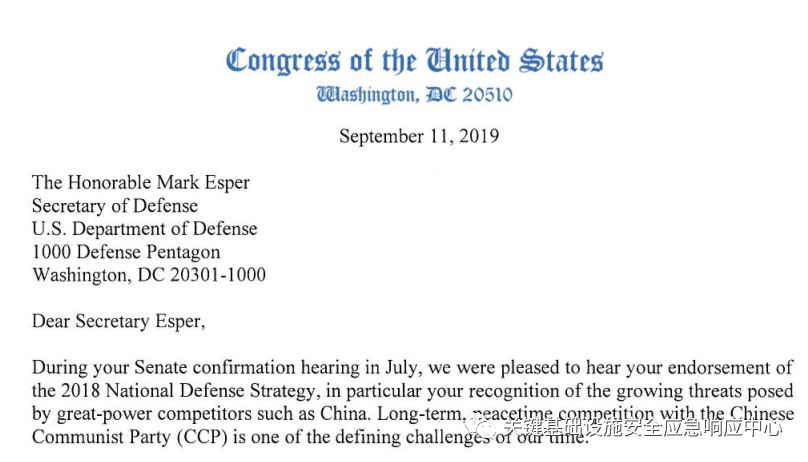 Congress of the United States
Washington, DC 20510
September 11, 2019
The Honorable Mark Esper
Secretary of Defense
U.S. Department of Defense
1000 Defense Pentagon
Washington, DC 20301-1000
Dear Secretary Esper,
During your Senate confirmation hearing in July, we were pleased to hear your endorsement of
the 2018 National Defense Strategy, in particular your recognition of the growing threats posed
by great-power competitors such as China. Long-term, peacetime competition with the Chinese
Communist Party (CCP) is one of the defining challenges of our time.
关键基础设施安全应急响应中心